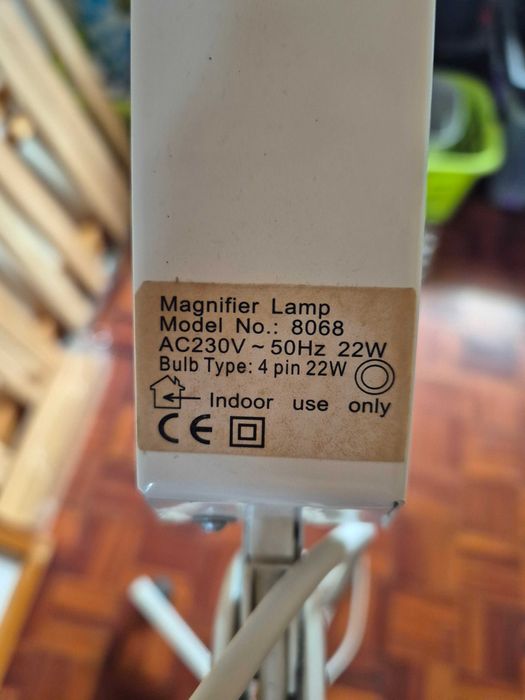 Magnifier Lamp
Model No.: 8068
AC230V ~ 50Hz 22W
Bulb Type: 4 pin 22W
Indoor use only
CE